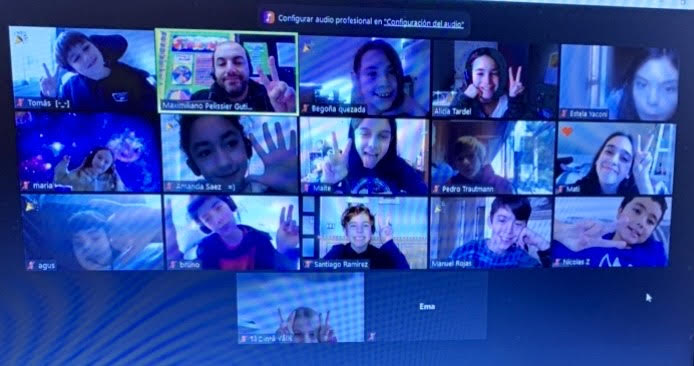 Configurar audio profesional en "Configuración del audio"
Tomás [-_-]
Maximiliano Pelissier Guti...
Begoña quezada
Alicia Tardel
Estela Yaconi
maria
Amanda Saez =)
Maite
Pedro Trautmann
Mati
agus
bruno
Santiago Ramirez
Manuel Rojas
Nicolas Z
Ema